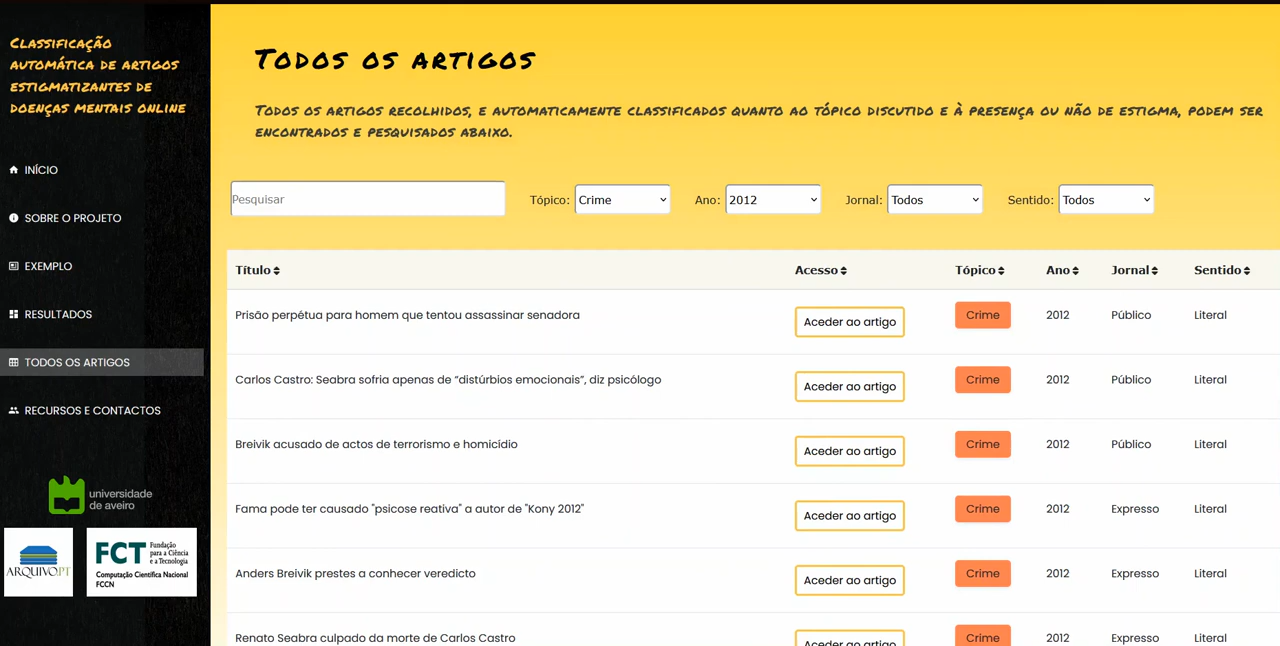 Classificação
automática de artigos
estigmatizantes de
doenças mentais online
INÍCIO
SOBRE O PROJETO
EXEMPLO
RESULTADOS
TODOS OS ARTIGOS
RECURSOS E CONTACTOS
universidade
de aveiro
ARQUIVO.PT
FCT Fundação
para a Ciência
e a Tecnologia
Computação Científica Nacional
FCCN
Todos os artigos
Todos os artigos recolhidos, e automaticamente classificados quanto ao tópico discutido e à presença ou não de estigma, podem ser
encontrados e pesquisados abaixo.
Pesquisar Tópico: Crime Ano: 2012 Jornal: Todos Sentido: Todos
Título Acesso Tópico Ano Jornal Sentido
Prisão perpétua para homem que tentou assassinar senadora Aceder ao artigo Crime 2012 Público Literal
Carlos Castro: Seabra sofria apenas de “distúrbios emocionais”, diz psicólogo Aceder ao artigo Crime 2012 Público Literal
Breivik acusado de actos de terrorismo e homicídio Aceder ao artigo Crime 2012 Público Literal
Fama pode ter causado "psicose reativa" a autor de "Kony 2012" Aceder ao artigo Crime 2012 Expresso Literal
Anders Breivik prestes a conhecer veredicto Aceder ao artigo Crime 2012 Expresso Literal
Renato Seabra culpado da morte de Carlos Castro Aceder ao artigo Crime 2012 Expresso Literal